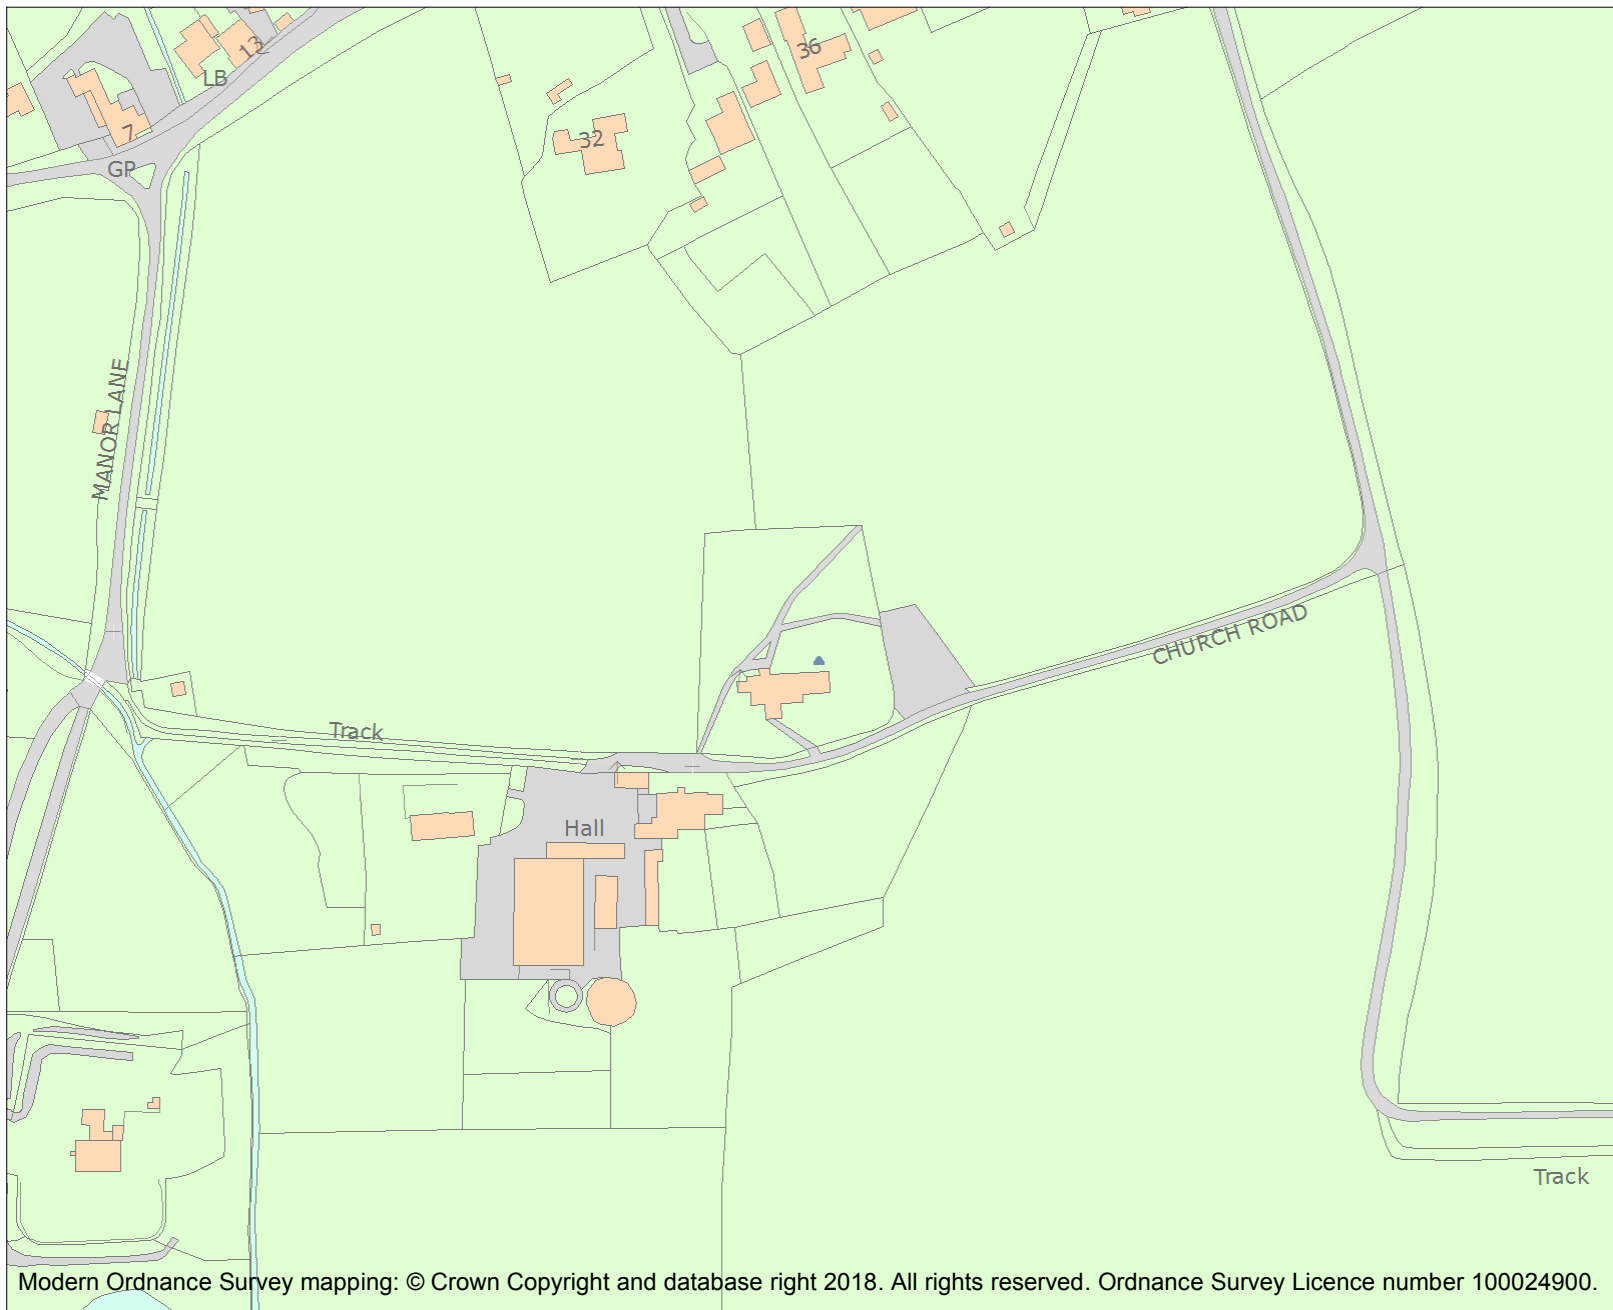 36
13
LB
7
32
GP
MANOR LANE
CHURCH ROAD
Track
Hall
Track
Modern Ordnance Survey mapping: © Crown Copyright and database right 2018. All rights reserved. Ordnance Survey Licence number 100024900.